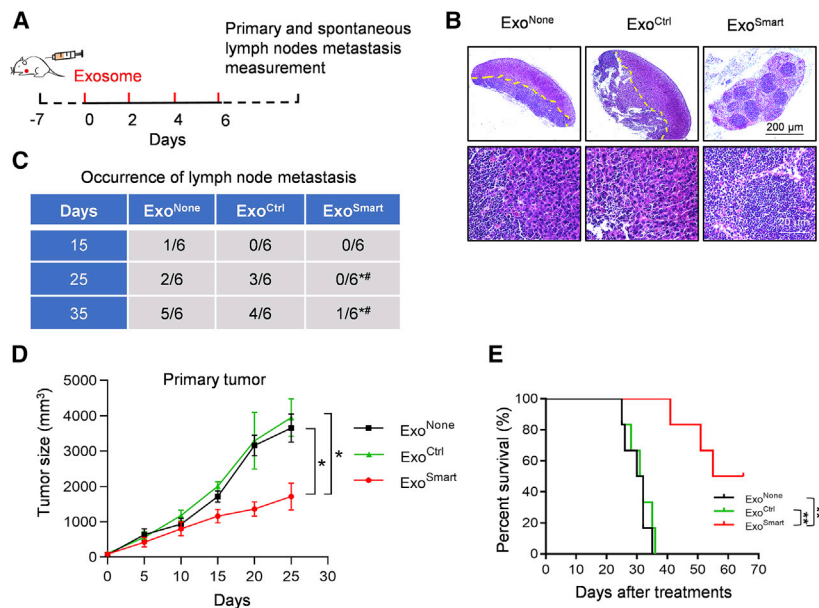 A
Primary and spontaneous
lymph nodes metastasis
measurement
Exosome
-7 0 2 4 6
Days
B
Exo^None Exo^Ctrl Exo^Smart
200 μm
20 μm
C
Occurrence of lymph node metastasis
Days Exo^None Exo^Ctrl Exo^Smart
15 1/6 0/6 0/6
25 2/6 3/6 0/6*#
35 5/6 4/6 1/6*#
D
Primary tumor
Tumor size (mm³)
5000
4000
3000
2000
1000
0
0 5 10 15 20 25 30
Days
Exo^None
Exo^Ctrl
Exo^Smart
*
*
E
Percent survival (%)
100
80
60
40
20
0
0 10 20 30 40 50 60 70
Days after treatments
Exo^None
Exo^Ctrl
Exo^Smart
**